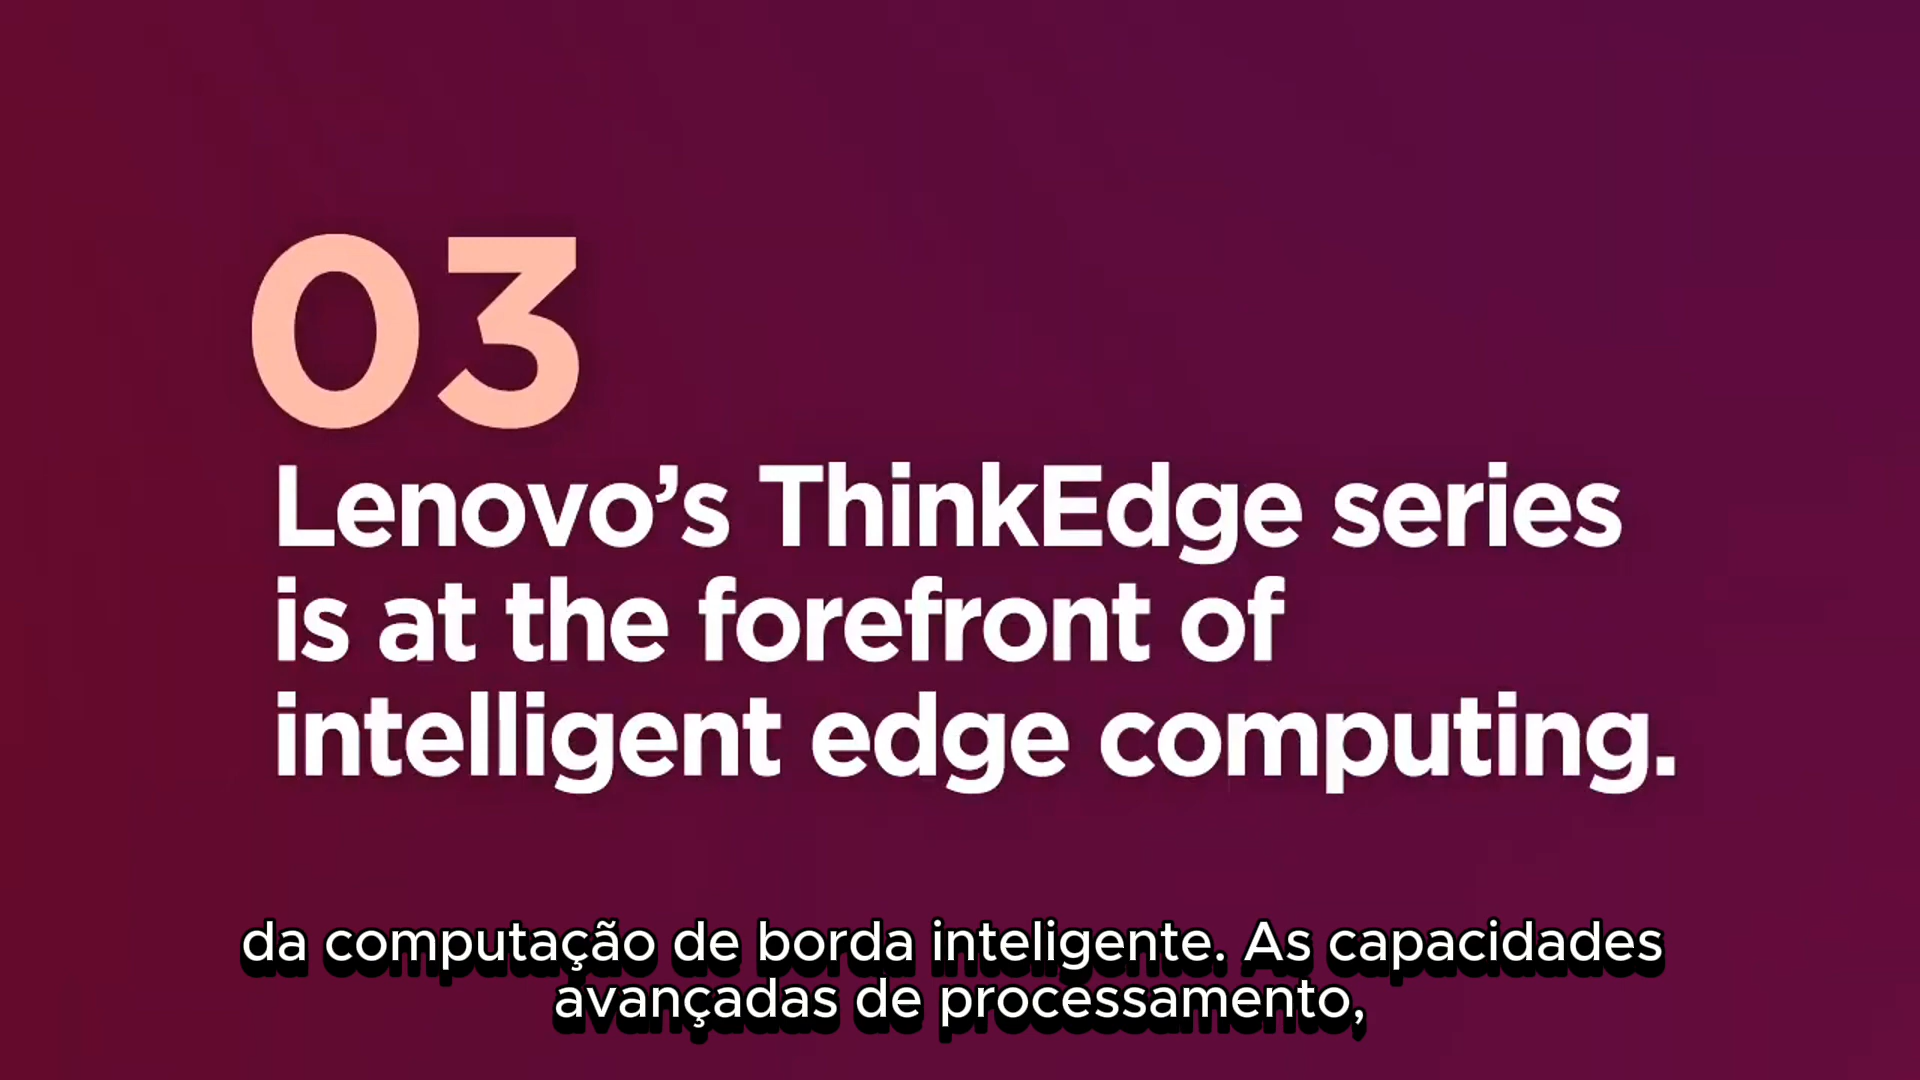 03
Lenovo’s ThinkEdge series
is at the forefront of
intelligent edge computing.
da computação de borda inteligente. As capacidades
avançadas de processamento,